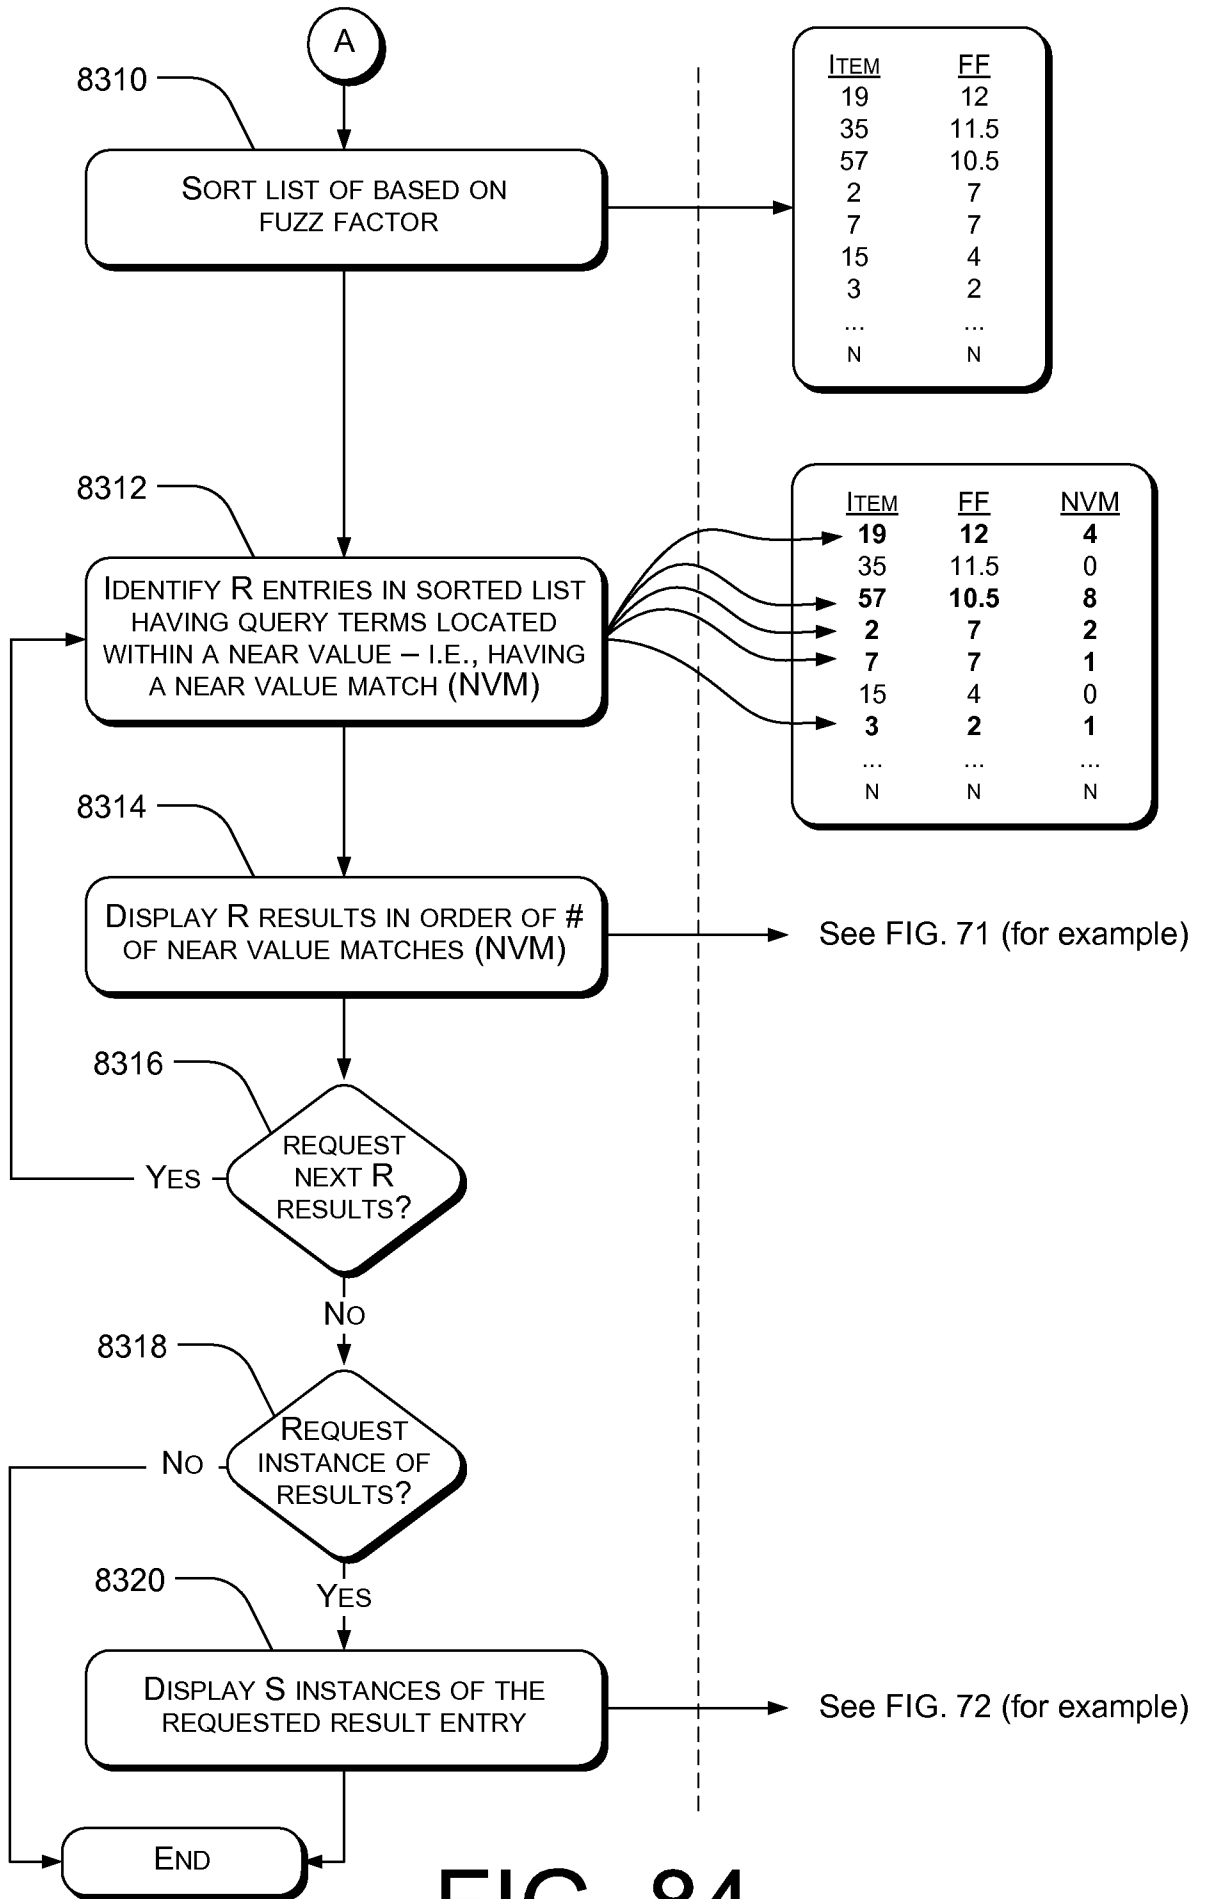 A
8310
SORT LIST OF BASED ON
FUZZ FACTOR
ITEM FF
19 12
35 11.5
57 10.5
2 7
7 7
15 4
3 2
... ...
N N
8312
IDENTIFY R ENTRIES IN SORTED LIST
HAVING QUERY TERMS LOCATED
WITHIN A NEAR VALUE – I.E., HAVING
A NEAR VALUE MATCH (NVM)
ITEM FF NVM
19 12 4
35 11.5 0
57 10.5 8
2 7 2
7 7 1
15 4 0
3 2 1
... ... ...
N N N
8314
DISPLAY R RESULTS IN ORDER OF #
OF NEAR VALUE MATCHES (NVM)
See FIG. 71 (for example)
8316
REQUEST
NEXT R
RESULTS?
YES
NO
8318
REQUEST
INSTANCE OF
RESULTS?
NO
YES
8320
DISPLAY S INSTANCES OF THE
REQUESTED RESULT ENTRY
See FIG. 72 (for example)
END
FIG. 84